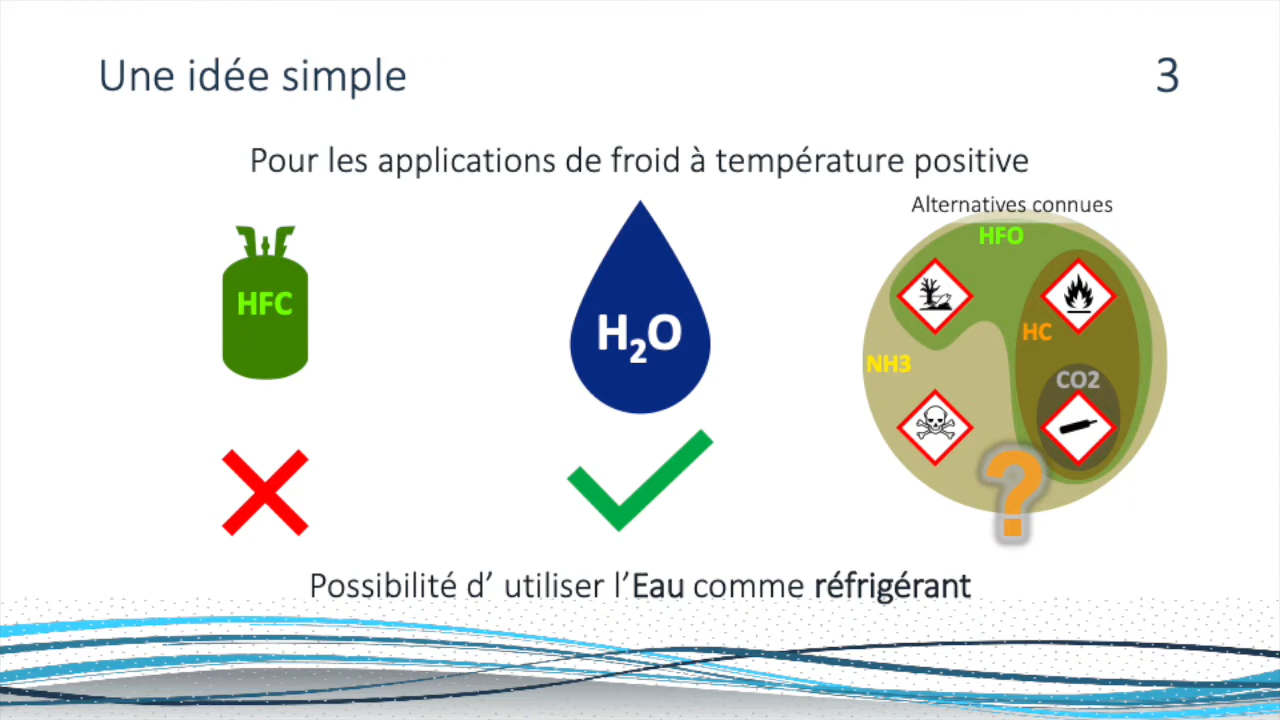 Une idée simple
3
Pour les applications de froid à température positive
Alternatives connues
HFO
HFC
H₂O
HC
NH3
CO2
?
Possibilité d’ utiliser l’Eau comme réfrigérant